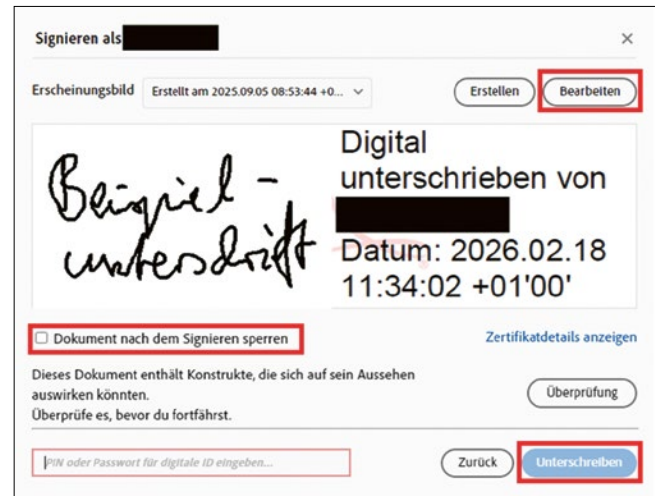 Signieren als
Erscheinungsbild Erstellt am 2025.09.05 08:53:44 +0... Erstellen Bearbeiten
Beispiel-
unterschrift
Digital
unterschrieben von
Datum: 2026.02.18
11:34:02 +01'00'
Dokument nach dem Signieren sperren Zertifikatdetails anzeigen
Dieses Dokument enthält Konstrukte, die sich auf sein Aussehen
auswirken könnten.
Überprüfe es, bevor du fortfährst.
Überprüfung
PIN oder Passwort für digitale ID eingeben... Zurück Unterschreiben